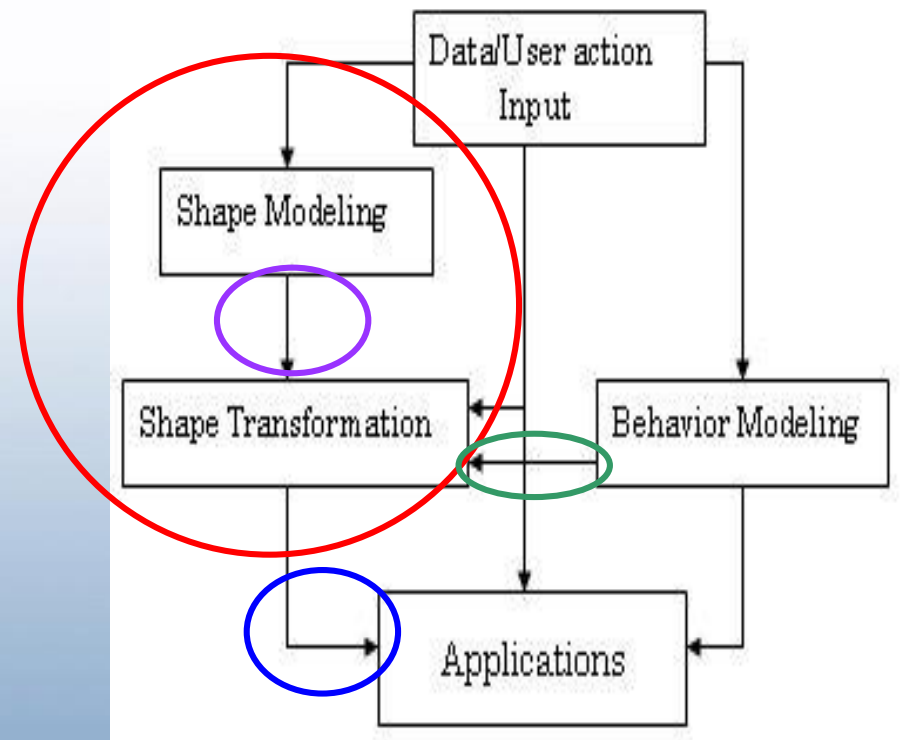 Data/User action
Input
Shape Modeling
Shape Transformation
Behavior Modeling
Applications